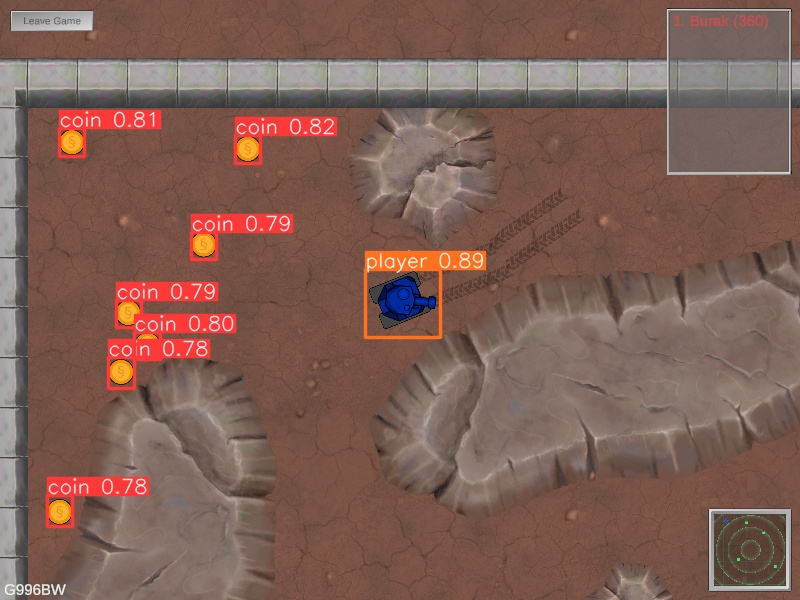 Leave Game
1. Burak (360)
coin 0.81
coin 0.82
coin 0.79
player 0.89
coin 0.79
coin 0.80
coin 0.78
coin 0.78
G996BW